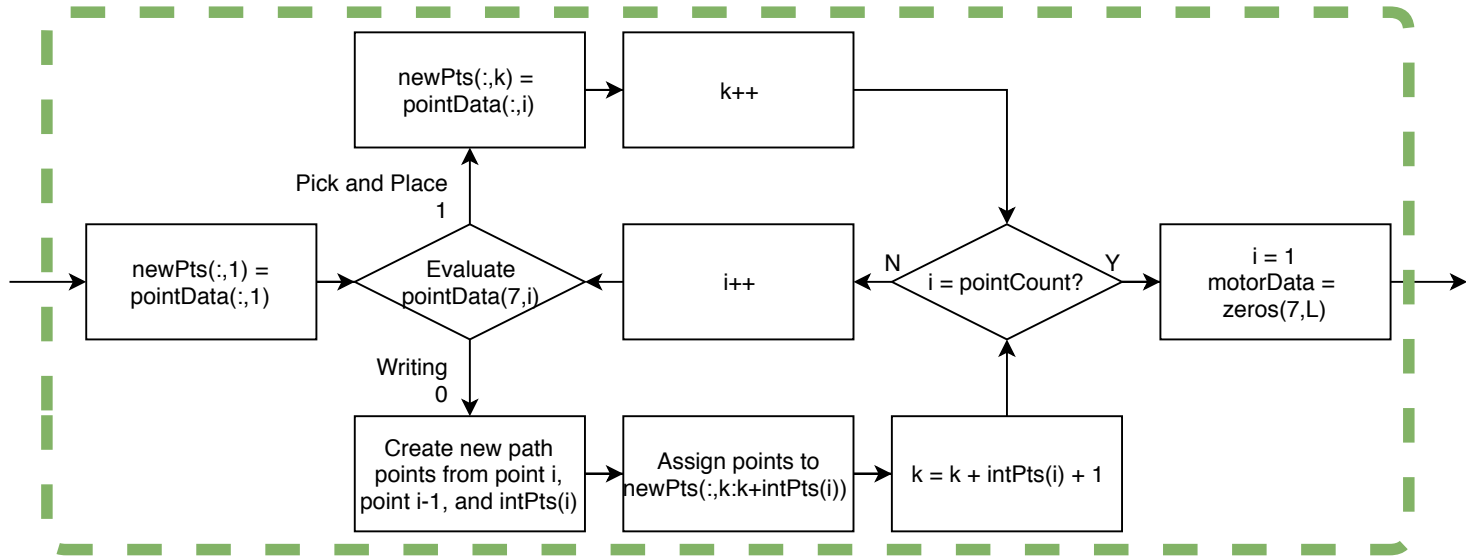 newPts(:,k) =
pointData(:,i)
k++
Pick and Place
1
newPts(:,1) =
pointData(:,1)
Evaluate
pointData(7,i)
i++
N
i = pointCount?
Y
i = 1
motorData =
zeros(7,L)
Writing
0
Create new path
points from point i,
point i-1, and intPts(i)
Assign points to
newPts(:,k:k+intPts(i))
k = k + intPts(i) + 1